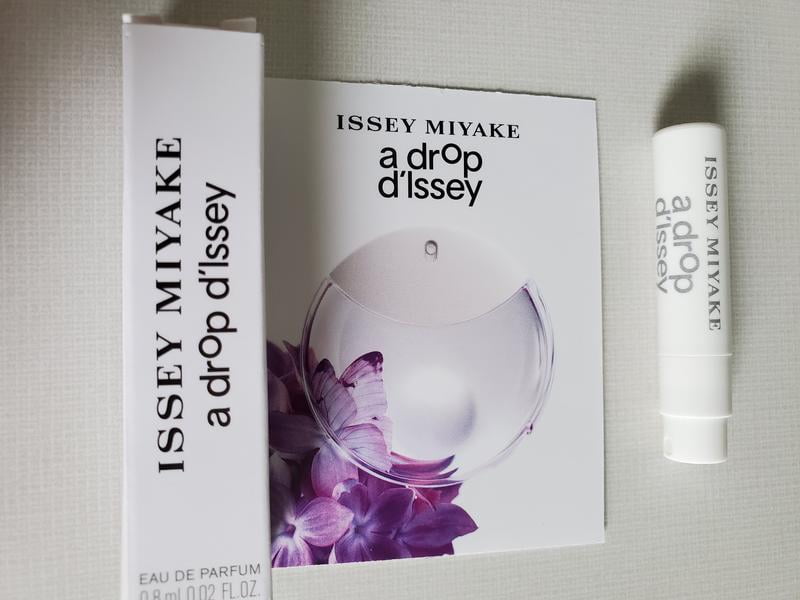 ISSEY MIYAKE
a drop d'Issey
EAU DE PARFUM
0.8 ml 0.02 FL.OZ.
ISSEY MIYAKE
a drop
d'Issey
ISSEY MIYAKE
a drop
d'Issey